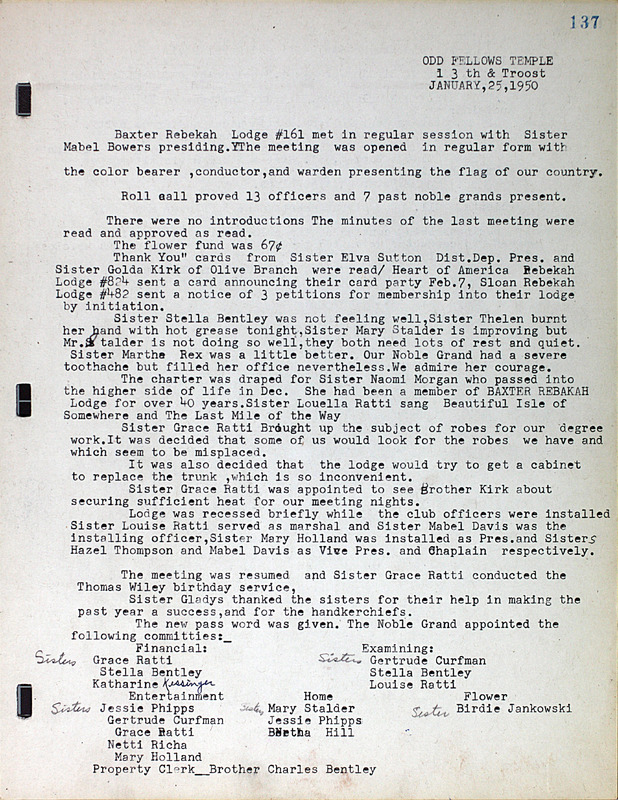 137
ODD FELLOWS TEMPLE
1 3 th & Troost
JANUARY,25,1950
Baxter Rebekah Lodge #161 met in regular session with Sister
Mabel Bowers presiding.YThe meeting was opened in regular form with
the color bearer ,conductor,and warden presenting the flag of our country.
Roll call proved 13 officers and 7 past noble grands present.
There were no introductions The minutes of the last meeting were
read and approved as read.
The flower fund was 67¢
Thank You" cards from Sister Elva Sutton Dist.Dep. Pres. and
Sister Golda Kirk of Olive Branch were read/ Heart of America Rebekah
Lodge #824 sent a card announcing their card party Feb.7, Sloan Rebekah
Lodge #482 sent a notice of 3 petitions for membership into their lodge
by initiation.
Sister Stella Bentley was not feeling well,Sister Thelen burnt
her hand with hot grease tonight,Sister Mary Stalder is improving but
Mr.S talder is not doing so well,they both need lots of rest and quiet.
Sister Martha Rex was a little better. Our Noble Grand had a severe
toothache but filled her office nevertheless.We admire her courage.
The charter was draped for Sister Naomi Morgan who passed into
the higher side of life in Dec. She had been a member of BAXTER REBAKAH
Lodge for over 40 years.Sister Louella Ratti sang Beautiful Isle of
Somewhere and The Last Mile of the Way
Sister Grace Ratti Brought up the subject of robes for our degree
work.It was decided that some of us would look for the robes we have and
which seem to be misplaced.
It was also decided that the lodge would try to get a cabinet
to replace the trunk ,which is so inconvenient.
Sister Grace Ratti was appointed to see Brother Kirk about
securing sufficient heat for our meeting nights.
Lodge was recessed briefly while the club officers were installed
Sister Louise Ratti served as marshal and Sister Mabel Davis was the
installing officer,Sister Mary Holland was installed as Pres.and Sisters
Hazel Thompson and Mabel Davis as Vice Pres. and Chaplain respectively.
The meeting was resumed and Sister Grace Ratti conducted the
Thomas Wiley birthday service,
Sister Gladys thanked the sisters for their help in making the
past year a success,and for the handkerchiefs.
The new pass word was given. The Noble Grand appointed the
following committies:_
Financial: Examining:
Sisters Grace Ratti Sisters Gertrude Curfman
Stella Bentley Stella Bentley
Katharine Kissinger Louise Ratti
Entertainment Home Flower
Sisters Jessie Phipps Sisters Mary Stalder Sister Birdie Jankowski
Gertrude Curfman Jessie Phipps
Grace Ratti Hill
Netti Richa
Mary Holland
Property Clerk__Brother Charles Bentley